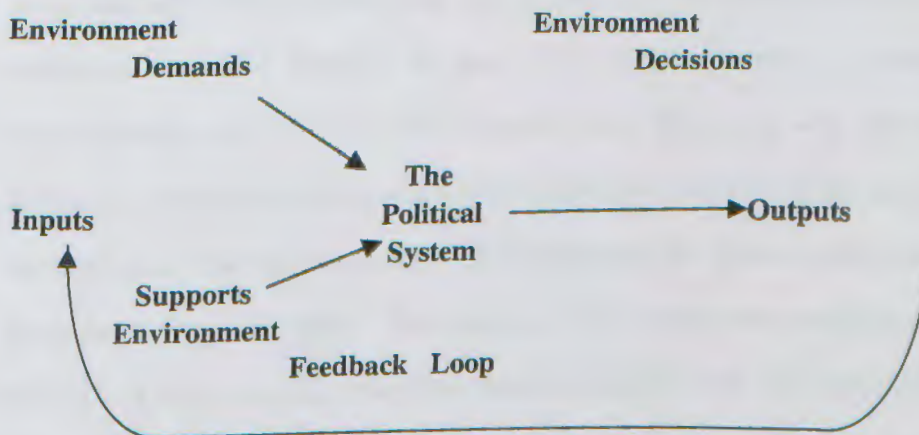 Environment
Demands
Environment
Decisions
The
Political
System
Inputs
Outputs
Supports
Environment
Feedback Loop